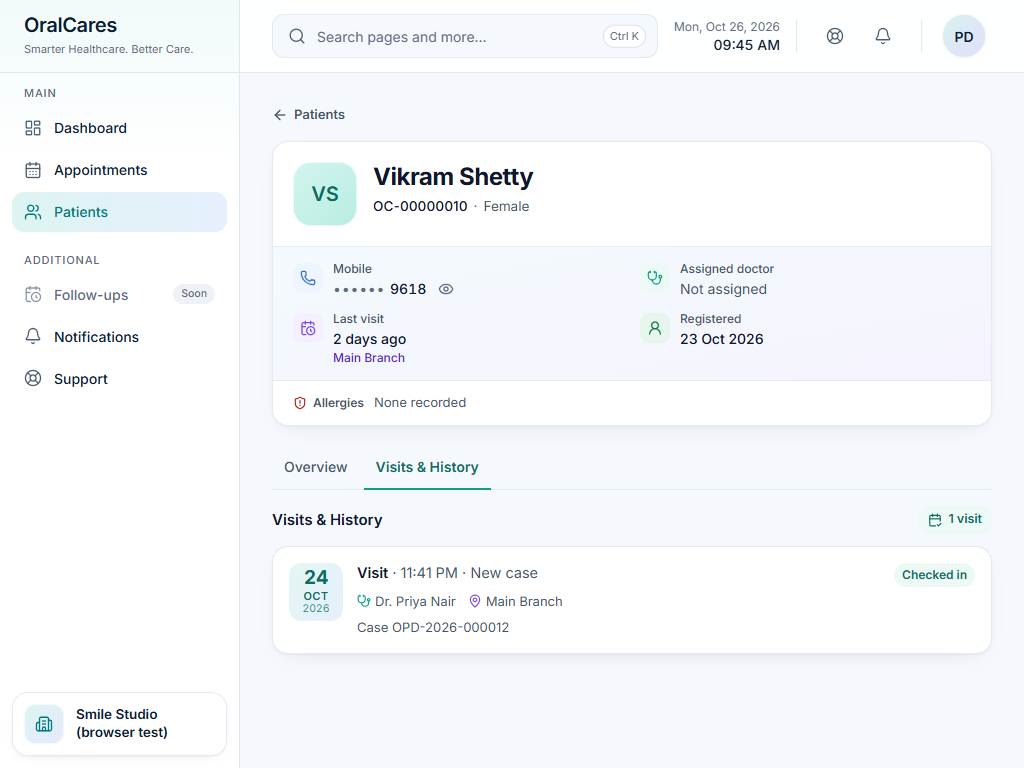 OralCares
Smarter Healthcare. Better Care.
Search pages and more...
Ctrl K
Mon, Oct 26, 2026
09:45 AM
PD
MAIN
Dashboard
Appointments
Patients
ADDITIONAL
Follow-ups
Soon
Notifications
Support
Smile Studio
(browser test)
Patients
VS
Vikram Shetty
OC-00000010 · Female
Mobile
•••••• 9618
Assigned doctor
Not assigned
Last visit
2 days ago
Main Branch
Registered
23 Oct 2026
Allergies None recorded
Overview
Visits & History
Visits & History
1 visit
24
OCT
2026
Visit · 11:41 PM · New case
Checked in
Dr. Priya Nair Main Branch
Case OPD-2026-000012